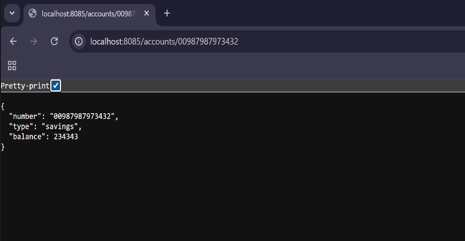 localhost:8085/accounts/0098?
localhost:8085/accounts/00987987973432
Pretty-print
{
"number": "00987987973432",
"type": "savings",
"balance": 234343
}